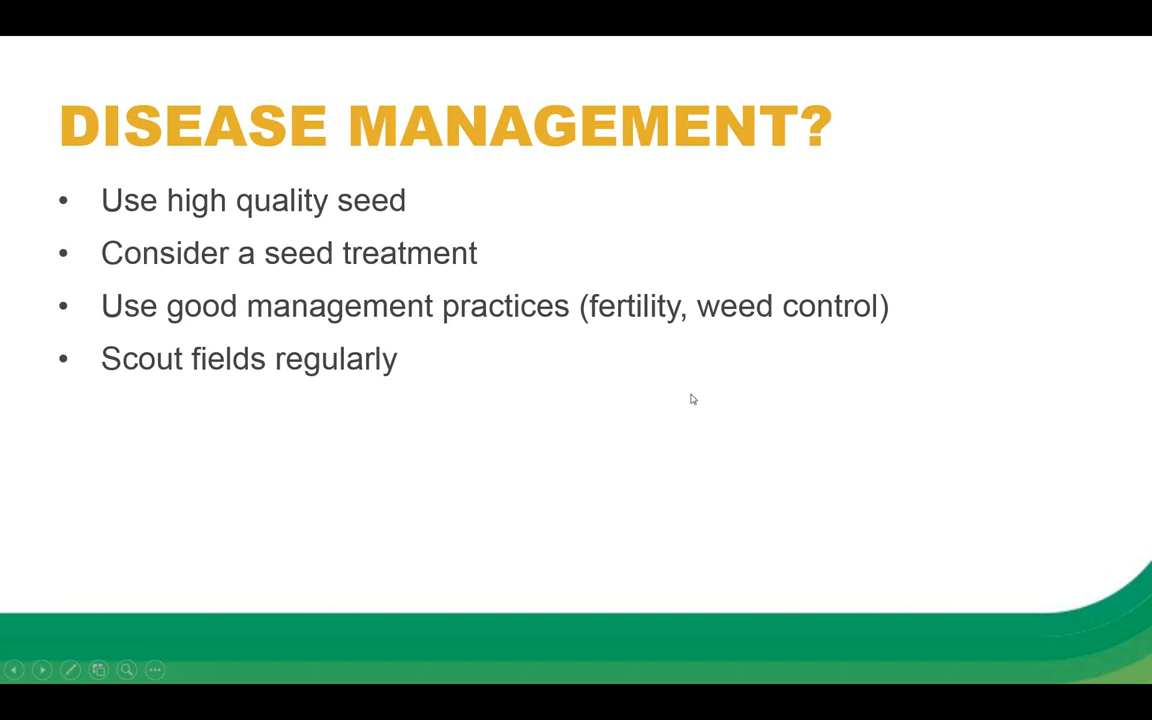 DISEASE MANAGEMENT?
• Use high quality seed
• Consider a seed treatment
• Use good management practices (fertility, weed control)
• Scout fields regularly